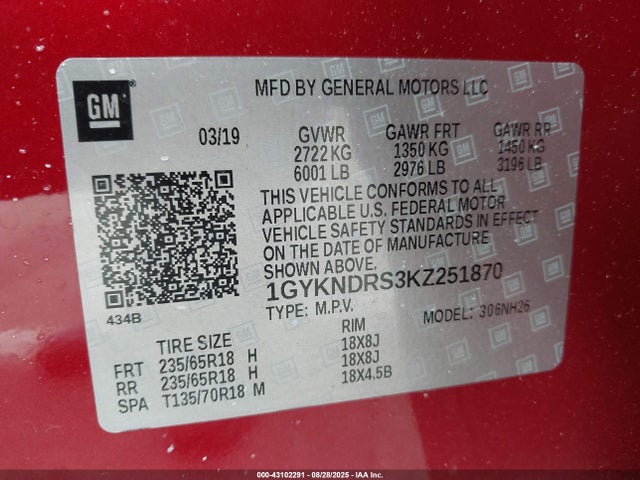 GM
MFD BY GENERAL MOTORS LLC
03/19 GVWR GAWR FRT GAWR RR
2722 KG 1350 KG 1450 KG
6001 LB 2976 LB 3196 LB
THIS VEHICLE CONFORMS TO ALL
APPLICABLE U.S. FEDERAL MOTOR
VEHICLE SAFETY STANDARDS IN EFFECT
ON THE DATE OF MANUFACTURE
SHOWN ABOVE.
1GYKNDRS3KZ251870
434B
TYPE: M.P.V. MODEL: 306NH26
TIRE SIZE RIM
FRT 235/65R18 H 18X8J
RR 235/65R18 H 18X8J
SPA T135/70R18 M 18X4.5B
000-43102291 - 08/28/2025 - IAA Inc.